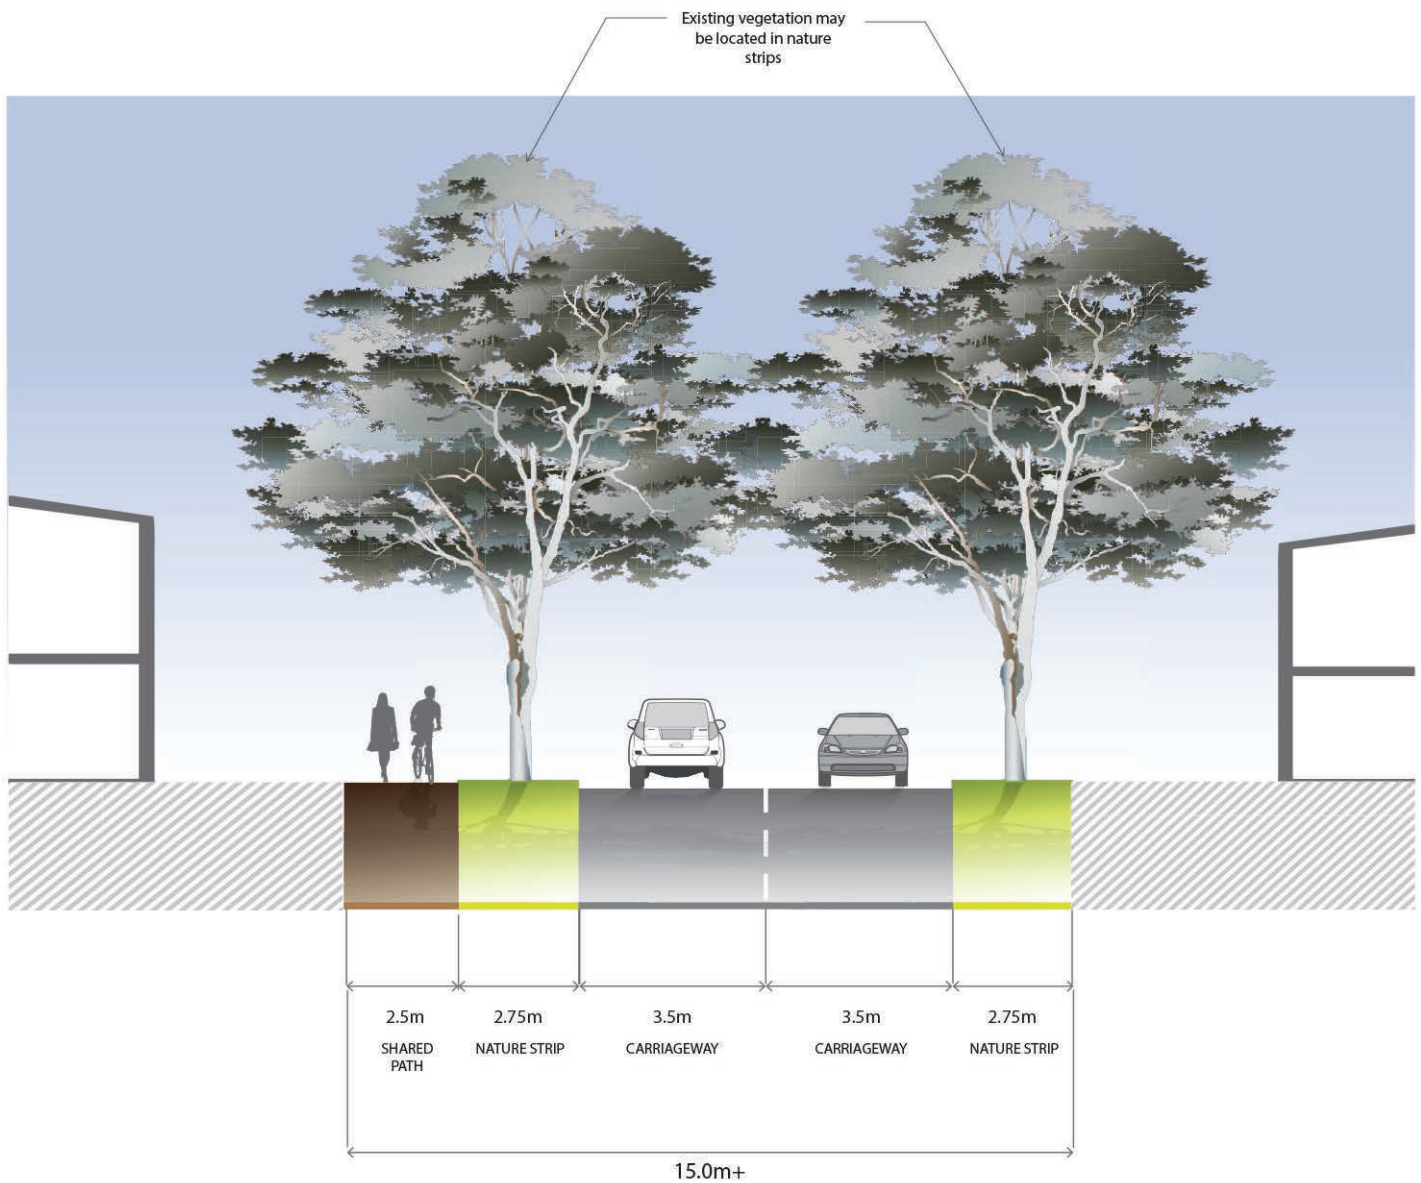 Existing vegetation may
be located in nature
strips
2.5m
2.75m
3.5m
3.5m
2.75m
SHARED
PATH
NATURE STRIP
CARRIAGEWAY
CARRIAGEWAY
NATURE STRIP
15.0m+